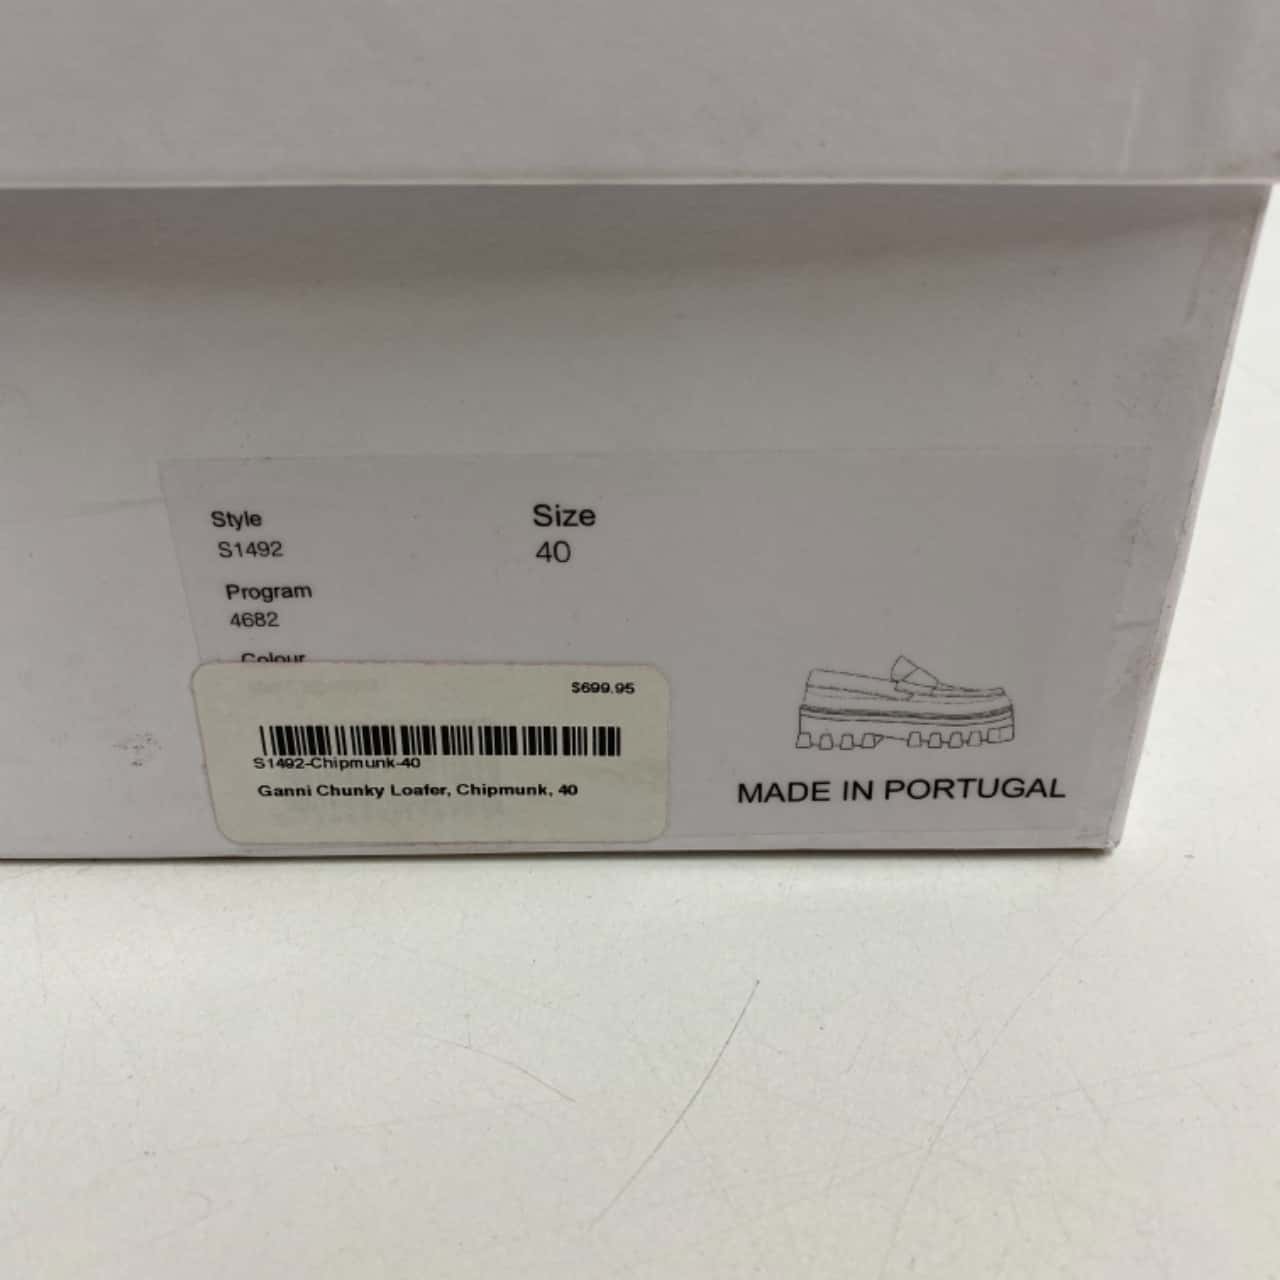 Style
S1492
Size
40
Program
4682
Colour
$699.95
S1492-Chipmunk-40
Ganni Chunky Loafer, Chipmunk, 40
MADE IN PORTUGAL